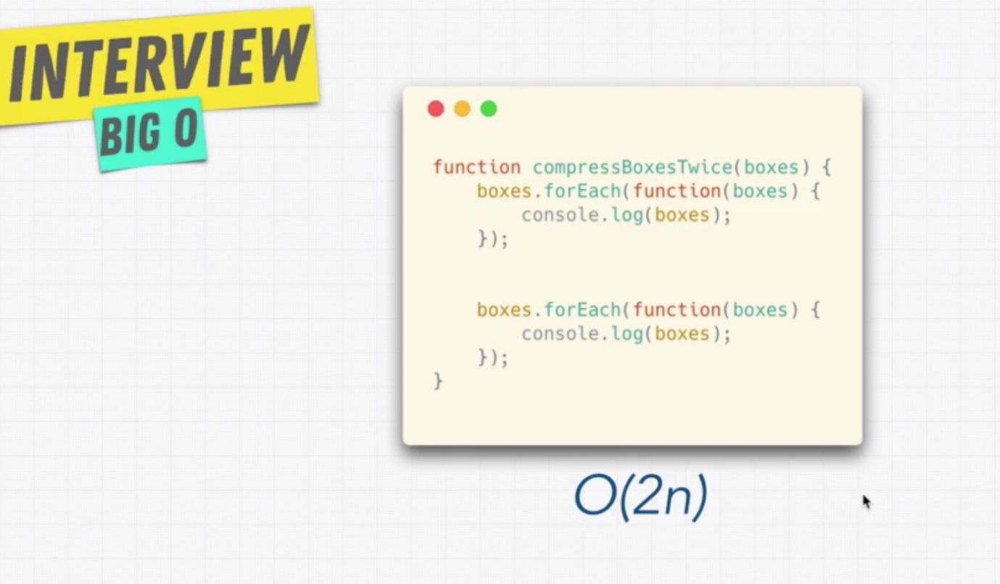 INTERVIEW
BIG O
function compressBoxesTwice(boxes) {
    boxes.forEach(function(boxes) {
        console.log(boxes);
    });
    boxes.forEach(function(boxes) {
        console.log(boxes);
    });
}
O(2n)